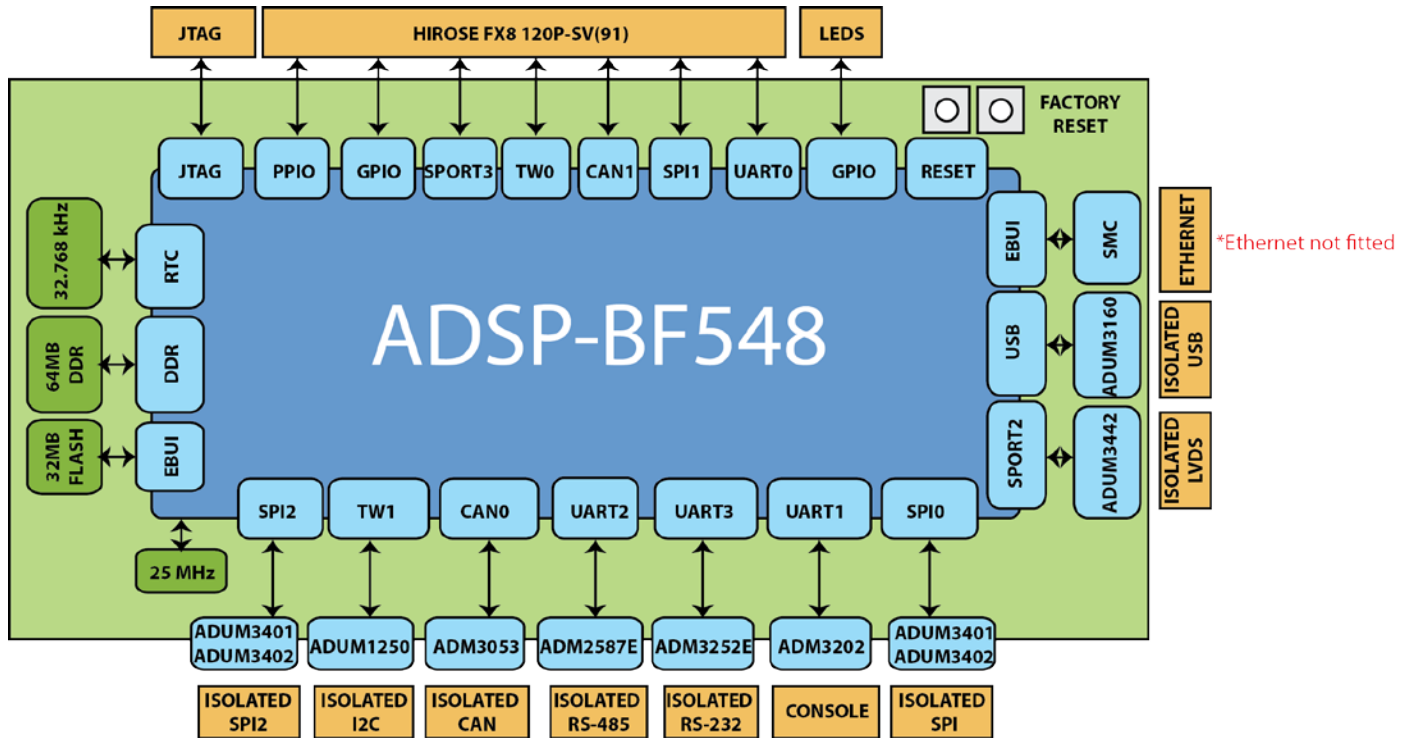 JTAG
HIROSE FX8 120P-SV(91)
LEDS
FACTORY
RESET
JTAG
PPIO
GPIO
SPORT3
TW0
CAN1
SPI1
UART0
GPIO
RESET
32.768 kHz
RTC
64MB
DDR
DDR
32MB
FLASH
EBUI
25 MHz
ADSP-BF548
EBUI
SMC
ETHERNET
*Ethernet not fitted
USB
ADUM3160
ISOLATED
USB
SPORT2
ADUM3442
ISOLATED
LVDS
SPI2
TW1
CAN0
UART2
UART3
UART1
SPI0
ADUM3401
ADUM3402
ADUM1250
ADM3053
ADM2587E
ADM3252E
ADM3202
ADUM3401
ADUM3402
ISOLATED
SPI2
ISOLATED
I2C
ISOLATED
CAN
ISOLATED
RS-485
ISOLATED
RS-232
CONSOLE
ISOLATED
SPI